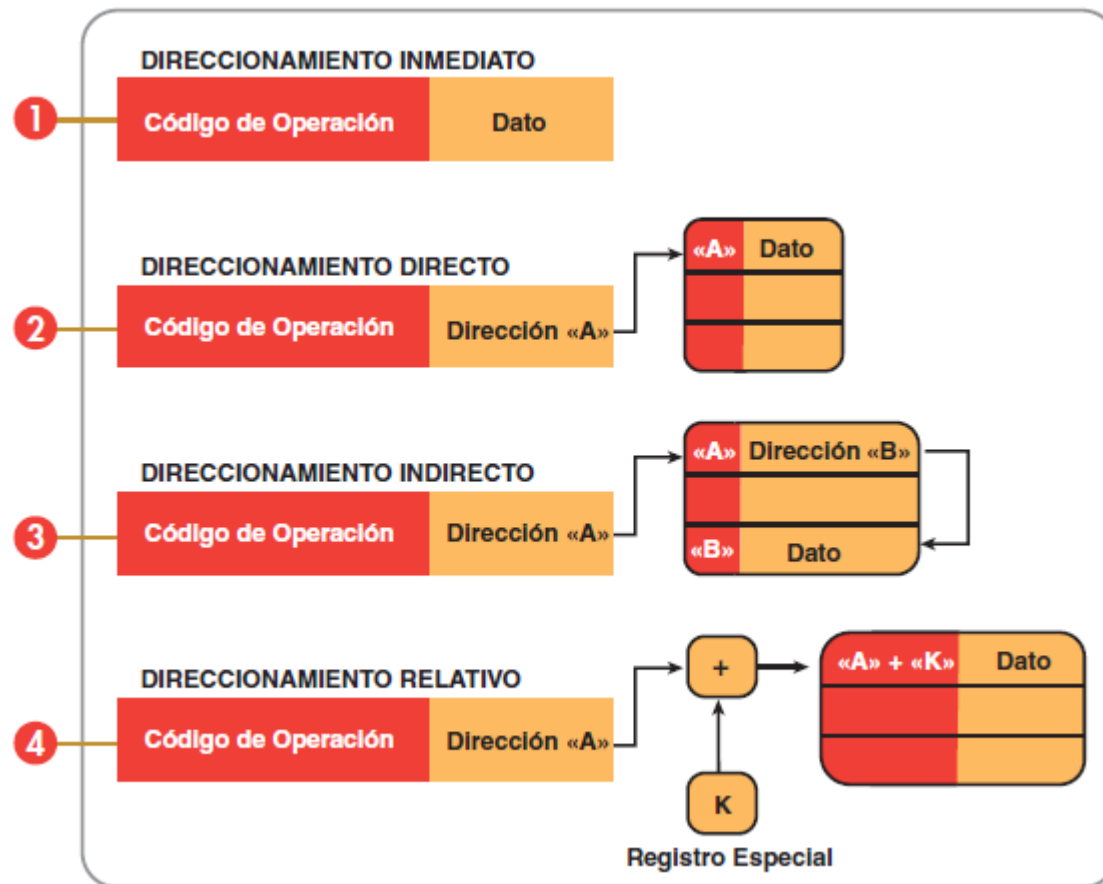 DIRECCIONAMIENTO INMEDIATO
1
Código de Operación
Dato
DIRECCIONAMIENTO DIRECTO
2
Código de Operación
Dirección «A»
«A»
Dato
DIRECCIONAMIENTO INDIRECTO
3
Código de Operación
Dirección «A»
«A»
Dirección «B»
«B»
Dato
DIRECCIONAMIENTO RELATIVO
4
Código de Operación
Dirección «A»
+
«A» + «K»
Dato
K
Registro Especial